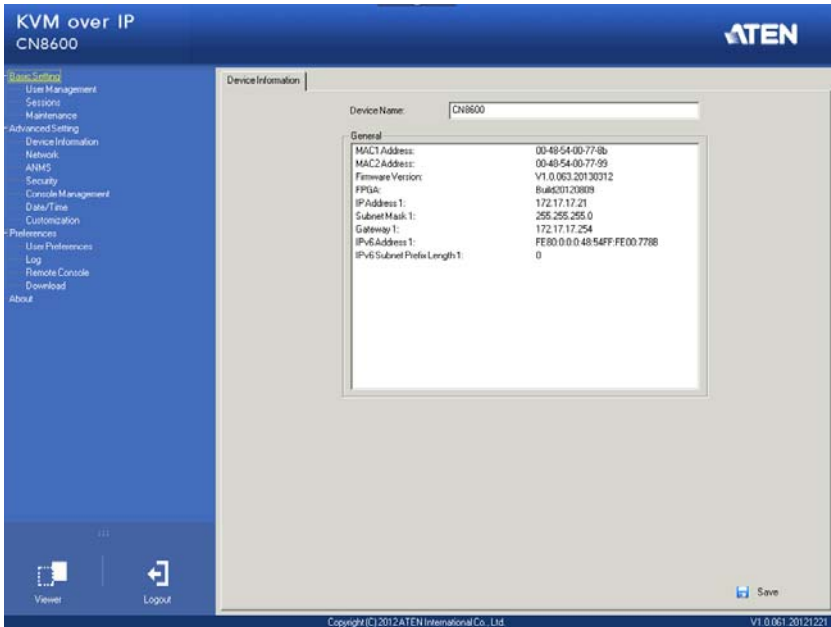 KVM over IP
CN8600
ATEN
Basic Setting
User Management
Sessions
Maintenance
Advanced Setting
Device Information
Network
ANMS
Security
Console Management
Date/Time
Customization
Preferences
User Preferences
Log
Remote Console
Download
About
Viewer
Logout
Device Information
Device Name: CN8600
General
MAC1 Address: 00-48-54-00-77-8b
MAC2 Address: 00-48-54-00-77-99
Firmware Version: V1.0.063.20130312
FPGA: Build20120809
IP Address 1: 172.17.17.21
Subnet Mask 1: 255.255.255.0
Gateway 1: 172.17.17.254
IPv6 Address 1: FE80:0:0:0:48:54FF:FE00:7788
IPv6 Subnet Prefix Length 1: 0
Save
Copyright (C) 2012 ATEN International Co., Ltd.
V1.0.061.20121221